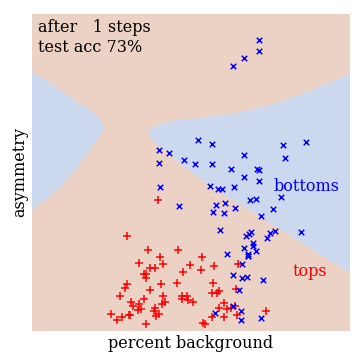 after 1 steps
test acc 73%
asymmetry
bottoms
tops
percent background